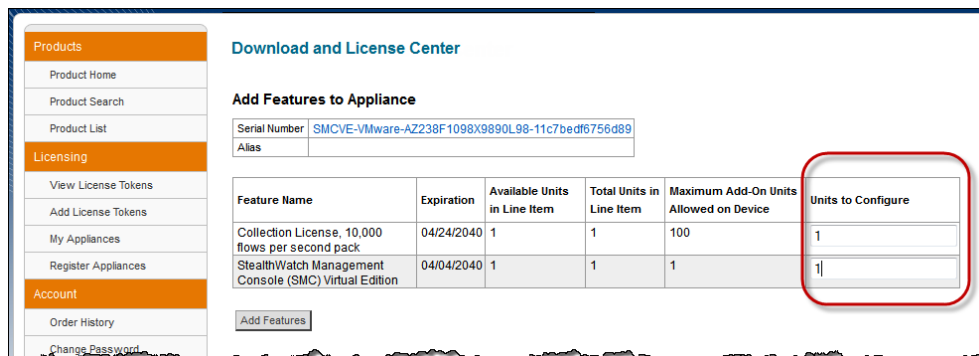 Products
Product Home
Product Search
Product List
Licensing
View License Tokens
Add License Tokens
My Appliances
Register Appliances
Account
Order History
Change Password
Download and License Center
Add Features to Appliance
Serial Number SMCVE-VMware-AZ238F1098X9890L98-11c7bedf6756d89
Alias
Feature Name Expiration Available Units in Line Item Total Units in Line Item Maximum Add-On Units Allowed on Device Units to Configure
Collection License, 10,000 flows per second pack 04/24/2040 1 1 100 1
StealthWatch Management Console (SMC) Virtual Edition 04/04/2040 1 1 1 1
Add Features